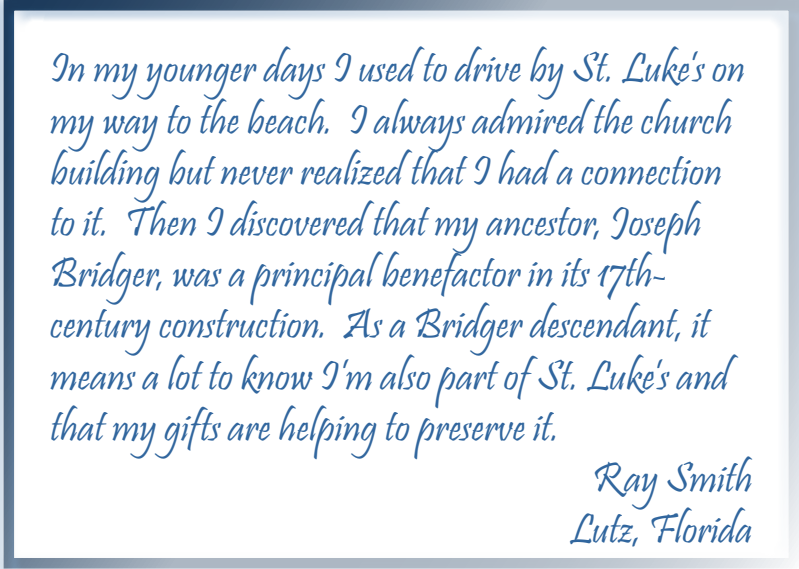 In my younger days I used to drive by St. Luke's on
my way to the beach.  I always admired the church
building but never realized that I had a connection
to it.  Then I discovered that my ancestor, Joseph
Bridger, was a principal benefactor in its 17th-
century construction.  As a Bridger descendant, it
means a lot to know I'm also part of St. Luke's and
that my gifts are helping to preserve it.
Ray Smith
Lutz, Florida